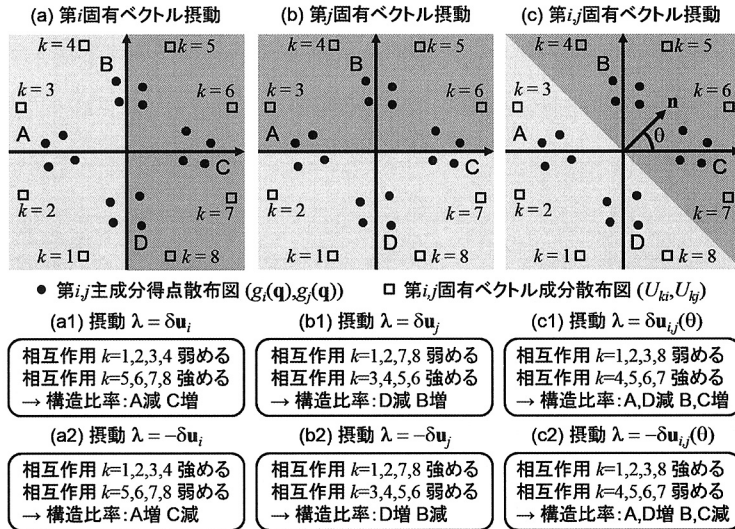 (a) 第i固有ベクトル摂動
(b) 第j固有ベクトル摂動
(c) 第i,j固有ベクトル摂動
k = 4
k = 5
B
k = 3
k = 6
A
C
k = 2
k = 7
D
k = 1
k = 8
k = 4
k = 5
B
k = 3
k = 6
A
C
k = 2
k = 7
D
k = 1
k = 8
k = 4
k = 5
B
k = 3
n
k = 6
A
θ
C
k = 2
k = 7
D
k = 1
k = 8
● 第i,j主成分得点散布図 (gi(q),gj(q))
□ 第i,j固有ベクトル成分散布図 (Uki,Ukj)
(a1) 摂動 λ = δui
相互作用 k=1,2,3,4 弱める
相互作用 k=5,6,7,8 強める
→ 構造比率:A減 C増
(b1) 摂動 λ = δuj
相互作用 k=1,2,7,8 弱める
相互作用 k=3,4,5,6 強める
→ 構造比率:D減 B増
(c1) 摂動 λ = δui,j(θ)
相互作用 k=1,2,3,8 弱める
相互作用 k=4,5,6,7 強める
→ 構造比率:A,D減 B,C増
(a2) 摂動 λ = −δui
相互作用 k=1,2,3,4 強める
相互作用 k=5,6,7,8 弱める
→ 構造比率:A増 C減
(b2) 摂動 λ = −δuj
相互作用 k=1,2,7,8 強める
相互作用 k=3,4,5,6 弱める
→ 構造比率:D増 B減
(c2) 摂動 λ = −δui,j(θ)
相互作用 k=1,2,3,8 強める
相互作用 k=4,5,6,7 弱める
→ 構造比率:A,D増 B,C減